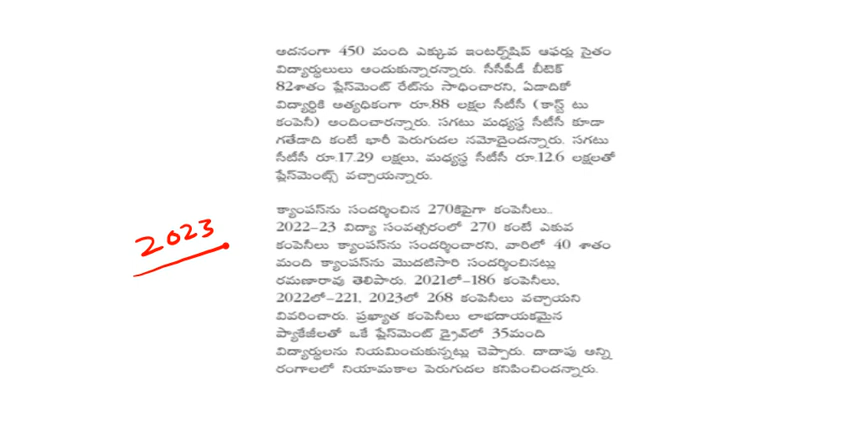 అదనంగా 450 మంది ఎక్కువ ఇంటర్న్‌షిప్ ఆఫర్లు సైతం
విద్యార్థులులు అందుకున్నారన్నారు. సీసీపీడీ బీటెక్
82శాతం ప్లేస్‌మెంట్ రేట్‌ను సాధించారని, ఏడాదికో
విద్యార్థికి అత్యధికంగా రూ.88 లక్షల సీటీసీ (కాస్ట్ టు
కంపెనీ) అందించారన్నారు. సగటు మధ్యస్థ సీటీసీ కూడా
గతేడాది కంటే భారీ పెరుగుదల నమోదైందన్నారు. సగటు
సీటీసీ రూ.17.29 లక్షలు, మధ్యస్థ సీటీసీ రూ.12.6 లక్షలతో
ప్లేస్‌మెంట్స్ వచ్చాయన్నారు.
క్యాంపస్‌ను సందర్శించిన 270కిపైగా కంపెనీలు..
2022-23 విద్యా సంవత్సరంలో 270 కంటే ఎకువ
కంపెనీలు క్యాంపస్‌ను సందర్శించారని, వారిలో 40 శాతం
మంది క్యాంపస్‌ను మొదటిసారి సందర్శించినట్లు
రమణారావు తెలిపారు. 2021లో-186 కంపెనీలు,
2022లో-221, 2023లో 268 కంపెనీలు వచ్చాయని
వివరించారు. ప్రఖ్యాత కంపెనీలు లాభదాయకమైన
ప్యాకేజీలతో ఒకే ప్లేస్‌మెంట్ డ్రైవ్‌లో 35మంది
విద్యార్థులను నియమించుకున్నట్లు చెప్పారు. దాదాపు అన్ని
రంగాలలో నియామకాల పెరుగుదల కనిపించిందన్నారు.
2023